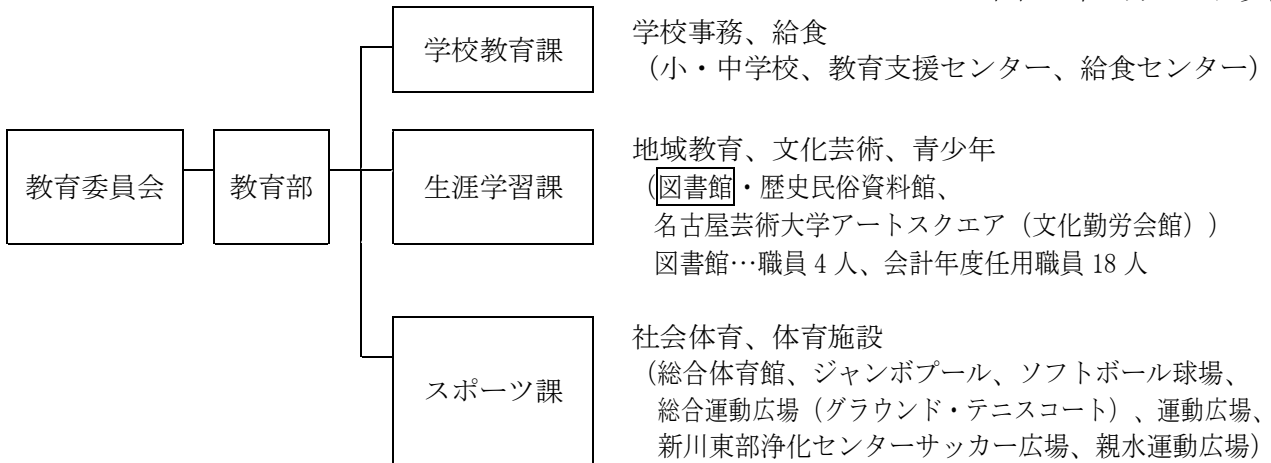 学校教育課
学校事務、給食
（小・中学校、教育支援センター、給食センター）
教育委員会
教育部
生涯学習課
地域教育、文化芸術、青少年
（図書館・歴史民俗資料館、
名古屋芸術大学アートスクエア（文化勤労会館））
図書館…職員 4 人、会計年度任用職員 18 人
スポーツ課
社会体育、体育施設
（総合体育館、ジャンボプール、ソフトボール球場、
総合運動広場（グラウンド・テニスコート）、運動広場、
新川東部浄化センターサッカー広場、親水運動広場）